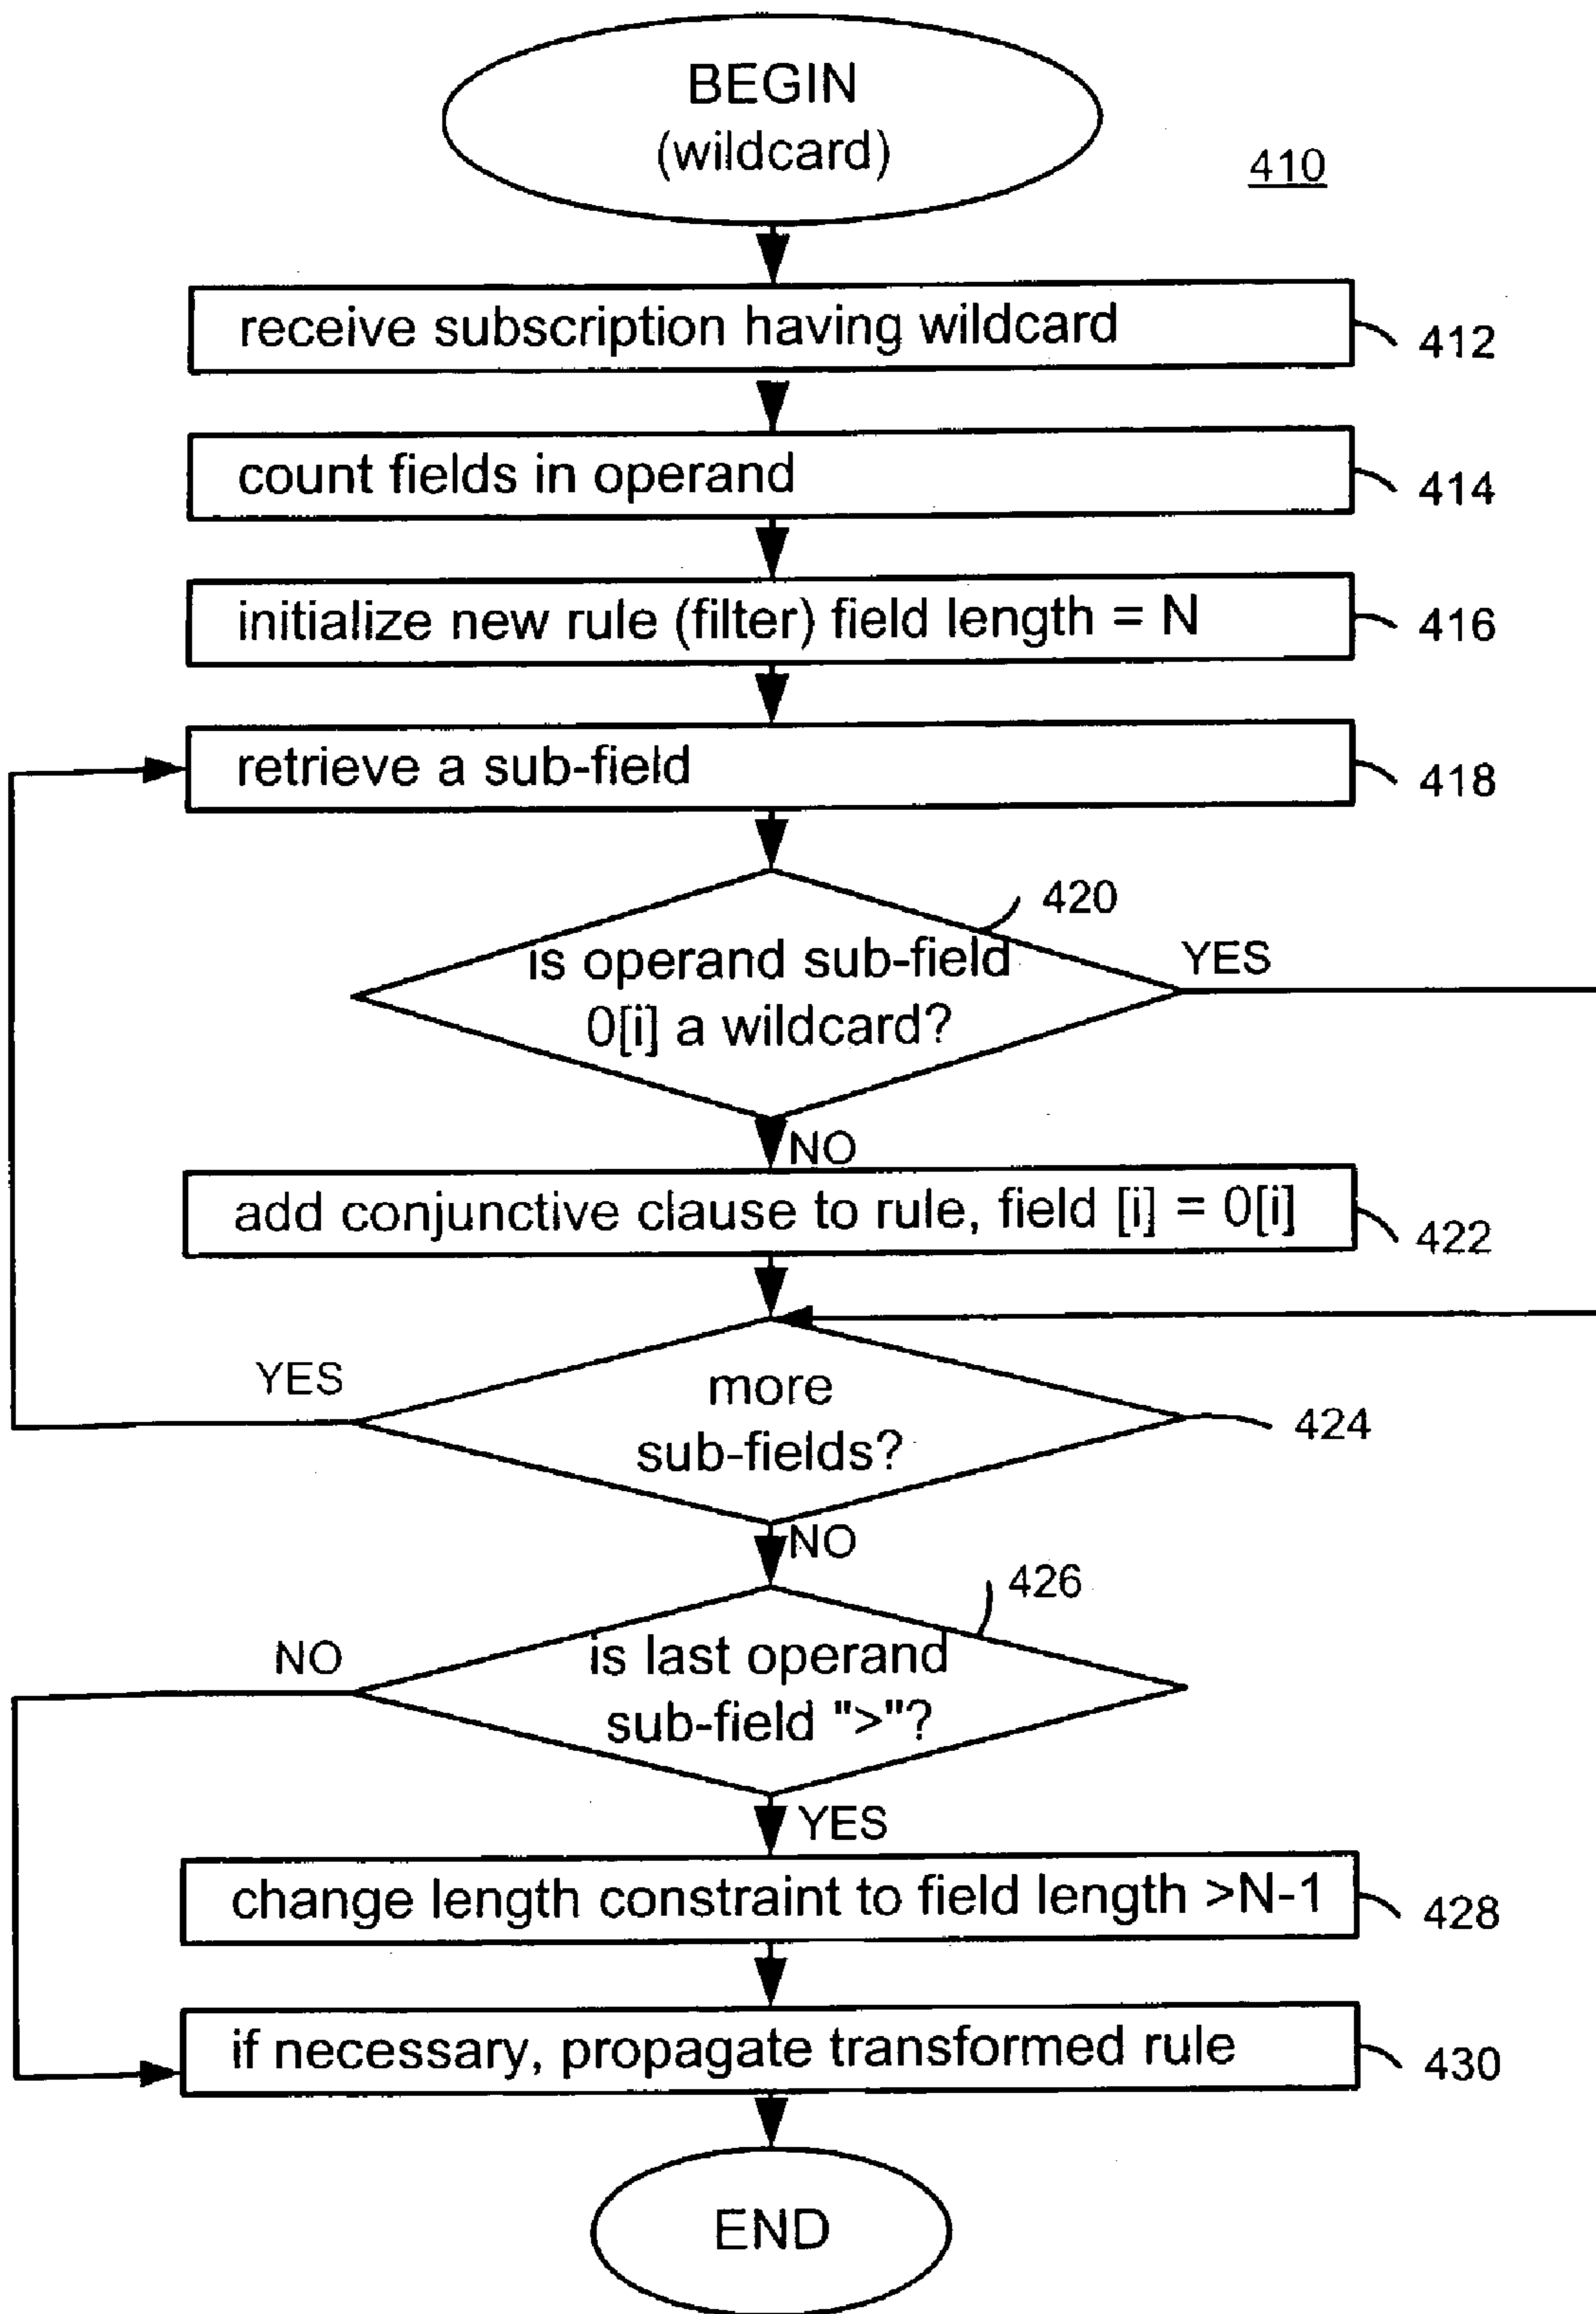 BEGIN
(wildcard)
410
receive subscription having wildcard
412
count fields in operand
414
initialize new rule (filter) field length = N
416
retrieve a sub-field
418
420
is operand sub-field
0[i] a wildcard?
YES
NO
add conjunctive clause to rule, field [i] = 0[i]
422
YES
more
sub-fields?
424
NO
426
NO
is last operand
sub-field ">"?
YES
change length constraint to field length >N-1
428
if necessary, propagate transformed rule
430
END